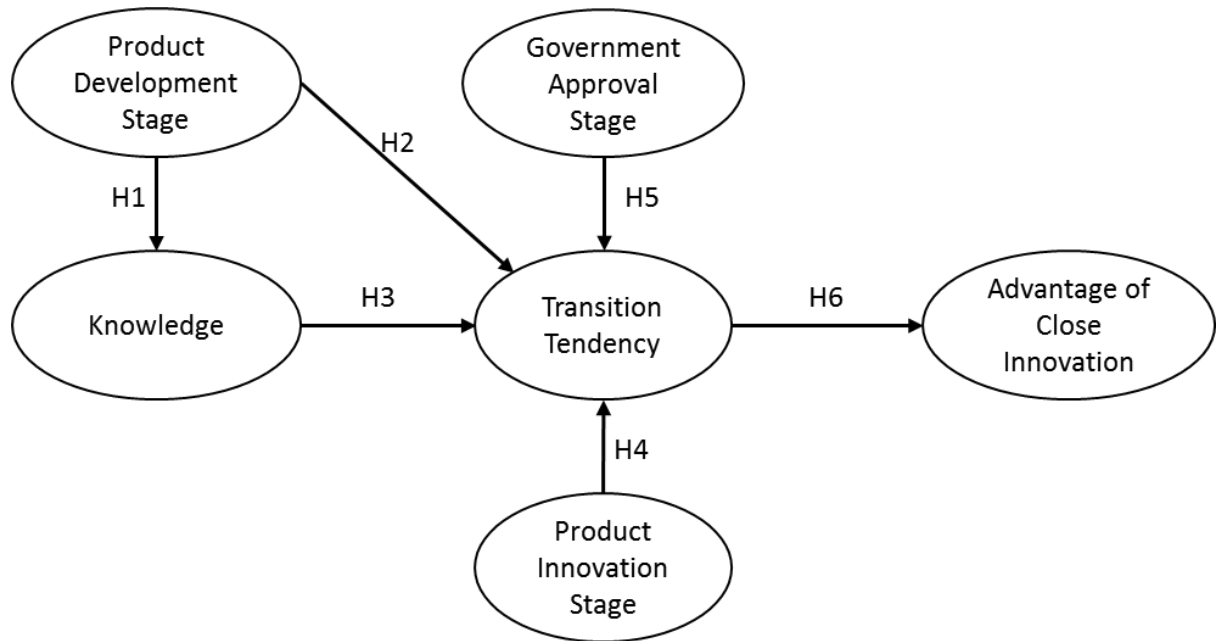 Product
Development
Stage
Government
Approval
Stage
H2
H1
H5
Knowledge
H3
Transition
Tendency
H6
Advantage of
Close
Innovation
H4
Product
Innovation
Stage